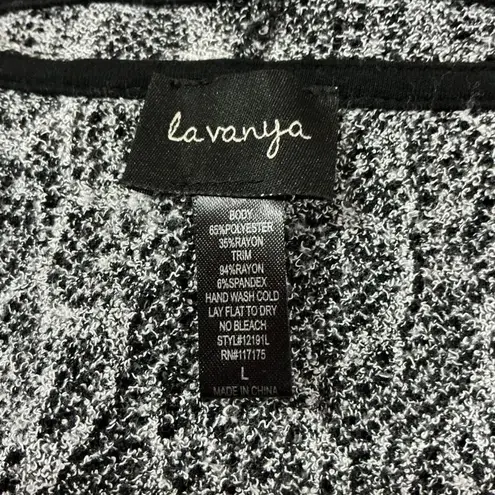 lavanya
BODY
65%POLYESTER
35%RAYON
TRIM
94%RAYON
6%SPANDEX
HAND WASH COLD
LAY FLAT TO DRY
NO BLEACH
STYL#12191L
RN#117175
L
MADE IN CHINA